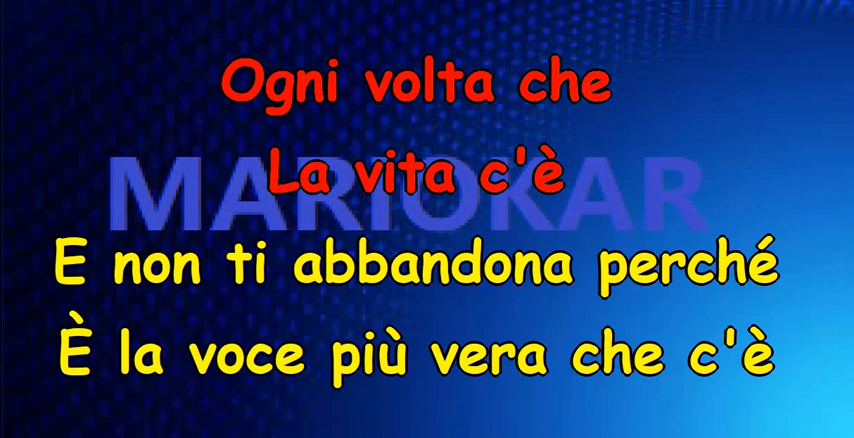 Ogni volta che
La vita c'è
MARIOKAR
E non ti abbandona perché
È la voce più vera che c'è